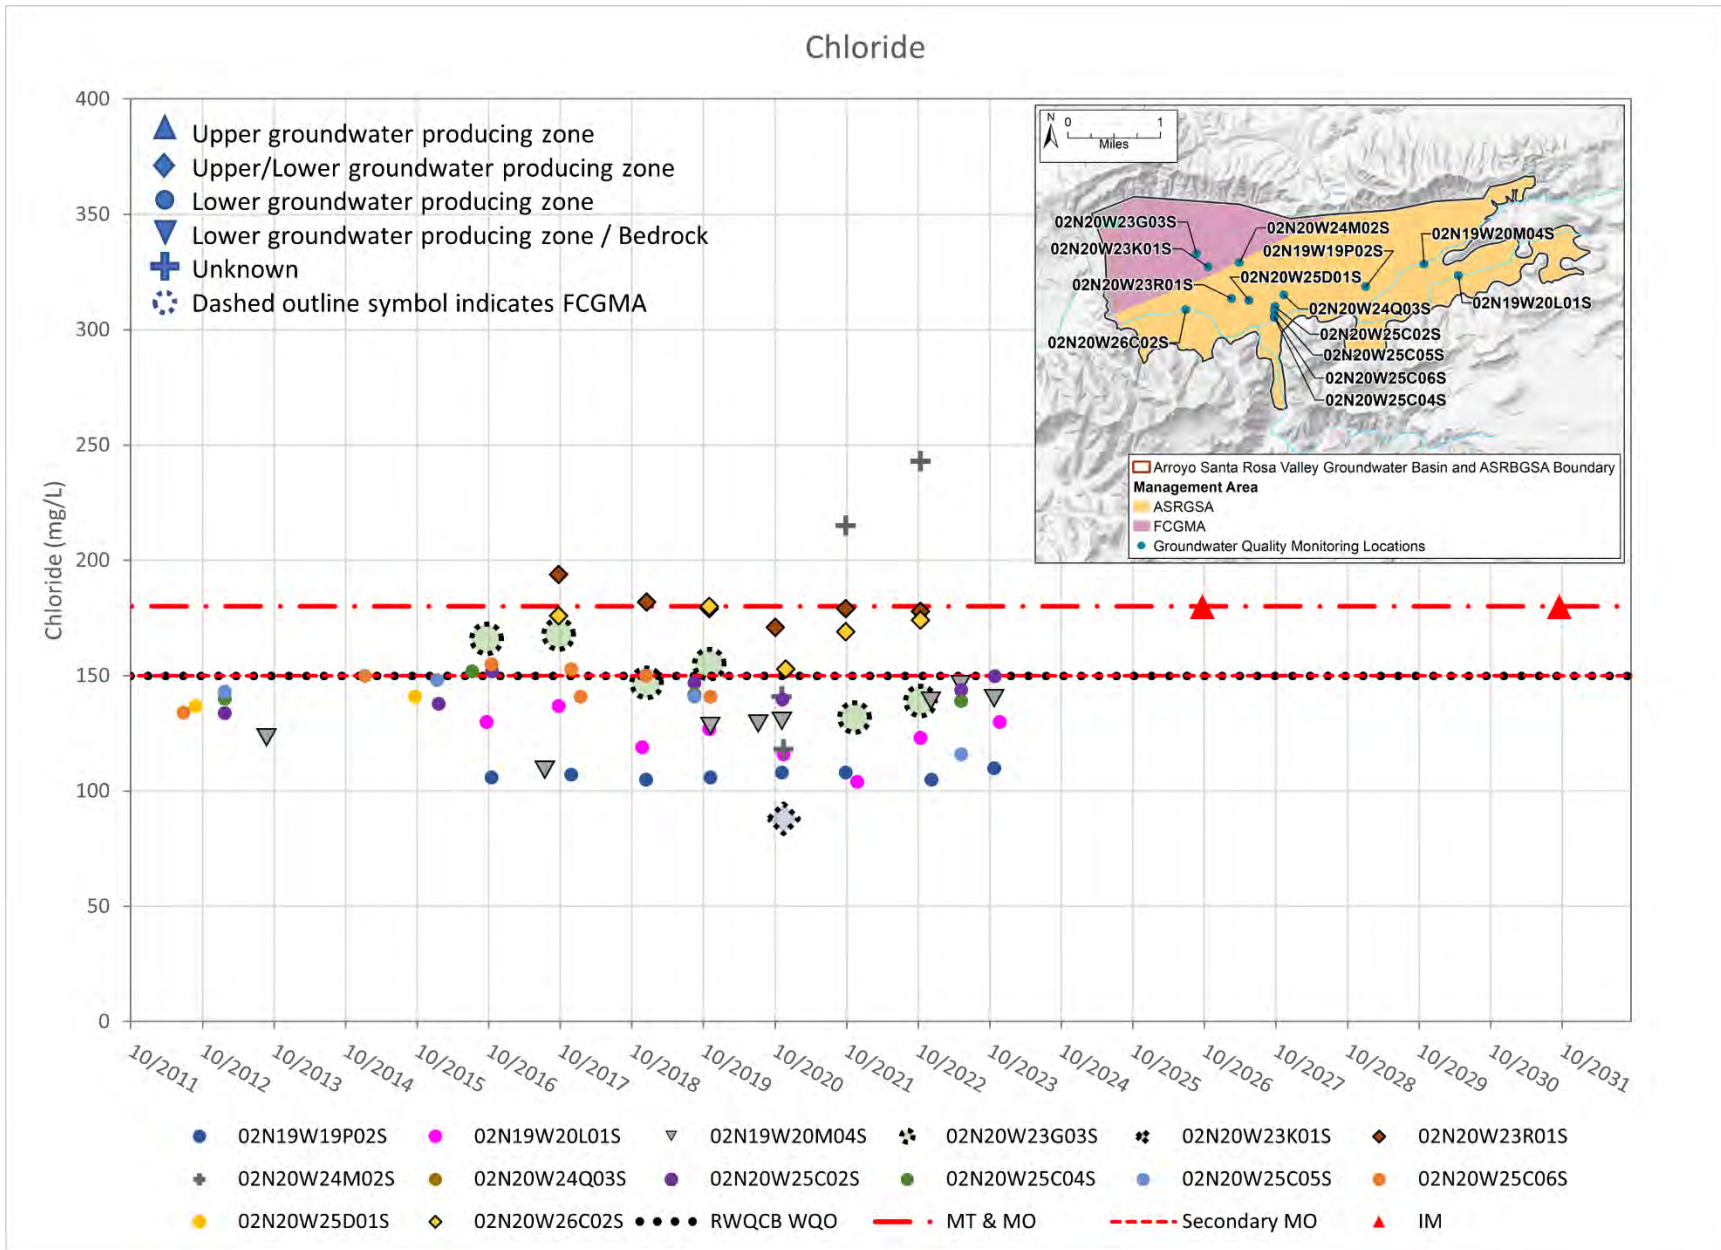 Chloride
400
350
300
250
200
150
100
50
0
Chloride (mg/L)
Upper groundwater producing zone
Upper/Lower groundwater producing zone
Lower groundwater producing zone
Lower groundwater producing zone / Bedrock
Unknown
Dashed outline symbol indicates FCGMA
N
0 1
Miles
02N20W23G03S
02N20W23K01S
02N20W23R01S
02N20W26C02S
02N20W24M02S
02N19W19P02S
02N20W25D01S
02N19W20M04S
02N19W20L01S
02N20W24Q03S
02N20W25C02S
02N20W25C05S
02N20W25C06S
02N20W25C04S
Arroyo Santa Rosa Valley Groundwater Basin and ASRBGSA Boundary
Management Area
ASRGSA
FCGMA
Groundwater Quality Monitoring Locations
10/2011 10/2012 10/2013 10/2014 10/2015 10/2016 10/2017 10/2018 10/2019 10/2020 10/2021 10/2022 10/2023 10/2024 10/2025 10/2026 10/2027 10/2028 10/2029 10/2030 10/2031
02N19W19P02S 02N19W20L01S 02N19W20M04S 02N20W23G03S 02N20W23K01S 02N20W23R01S
02N20W24M02S 02N20W24Q03S 02N20W25C02S 02N20W25C04S 02N20W25C05S 02N20W25C06S
02N20W25D01S 02N20W26C02S RWQCB WQO MT & MO Secondary MO IM